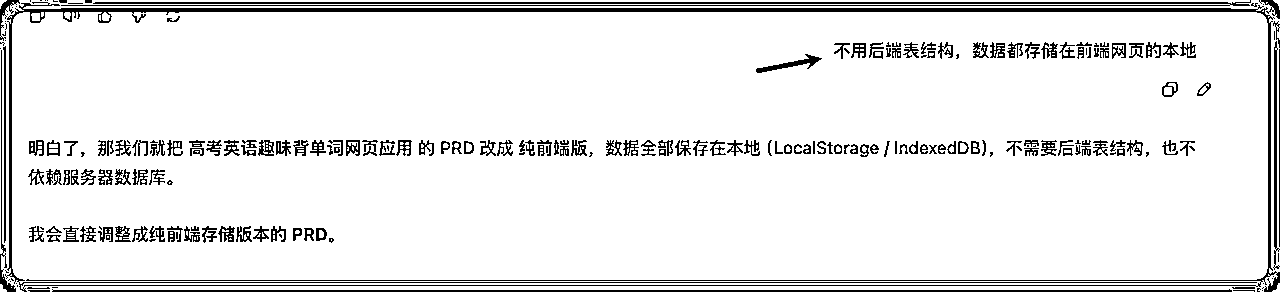 不用后端表结构，数据都存储在前端网页的本地
明白了，那我们就把 高考英语趣味背单词网页应用 的 PRD 改成 纯前端版，数据全部保存在本地 (LocalStorage / IndexedDB)，不需要后端表结构，也不
依赖服务器数据库。
我会直接调整成纯前端存储版本的 PRD。